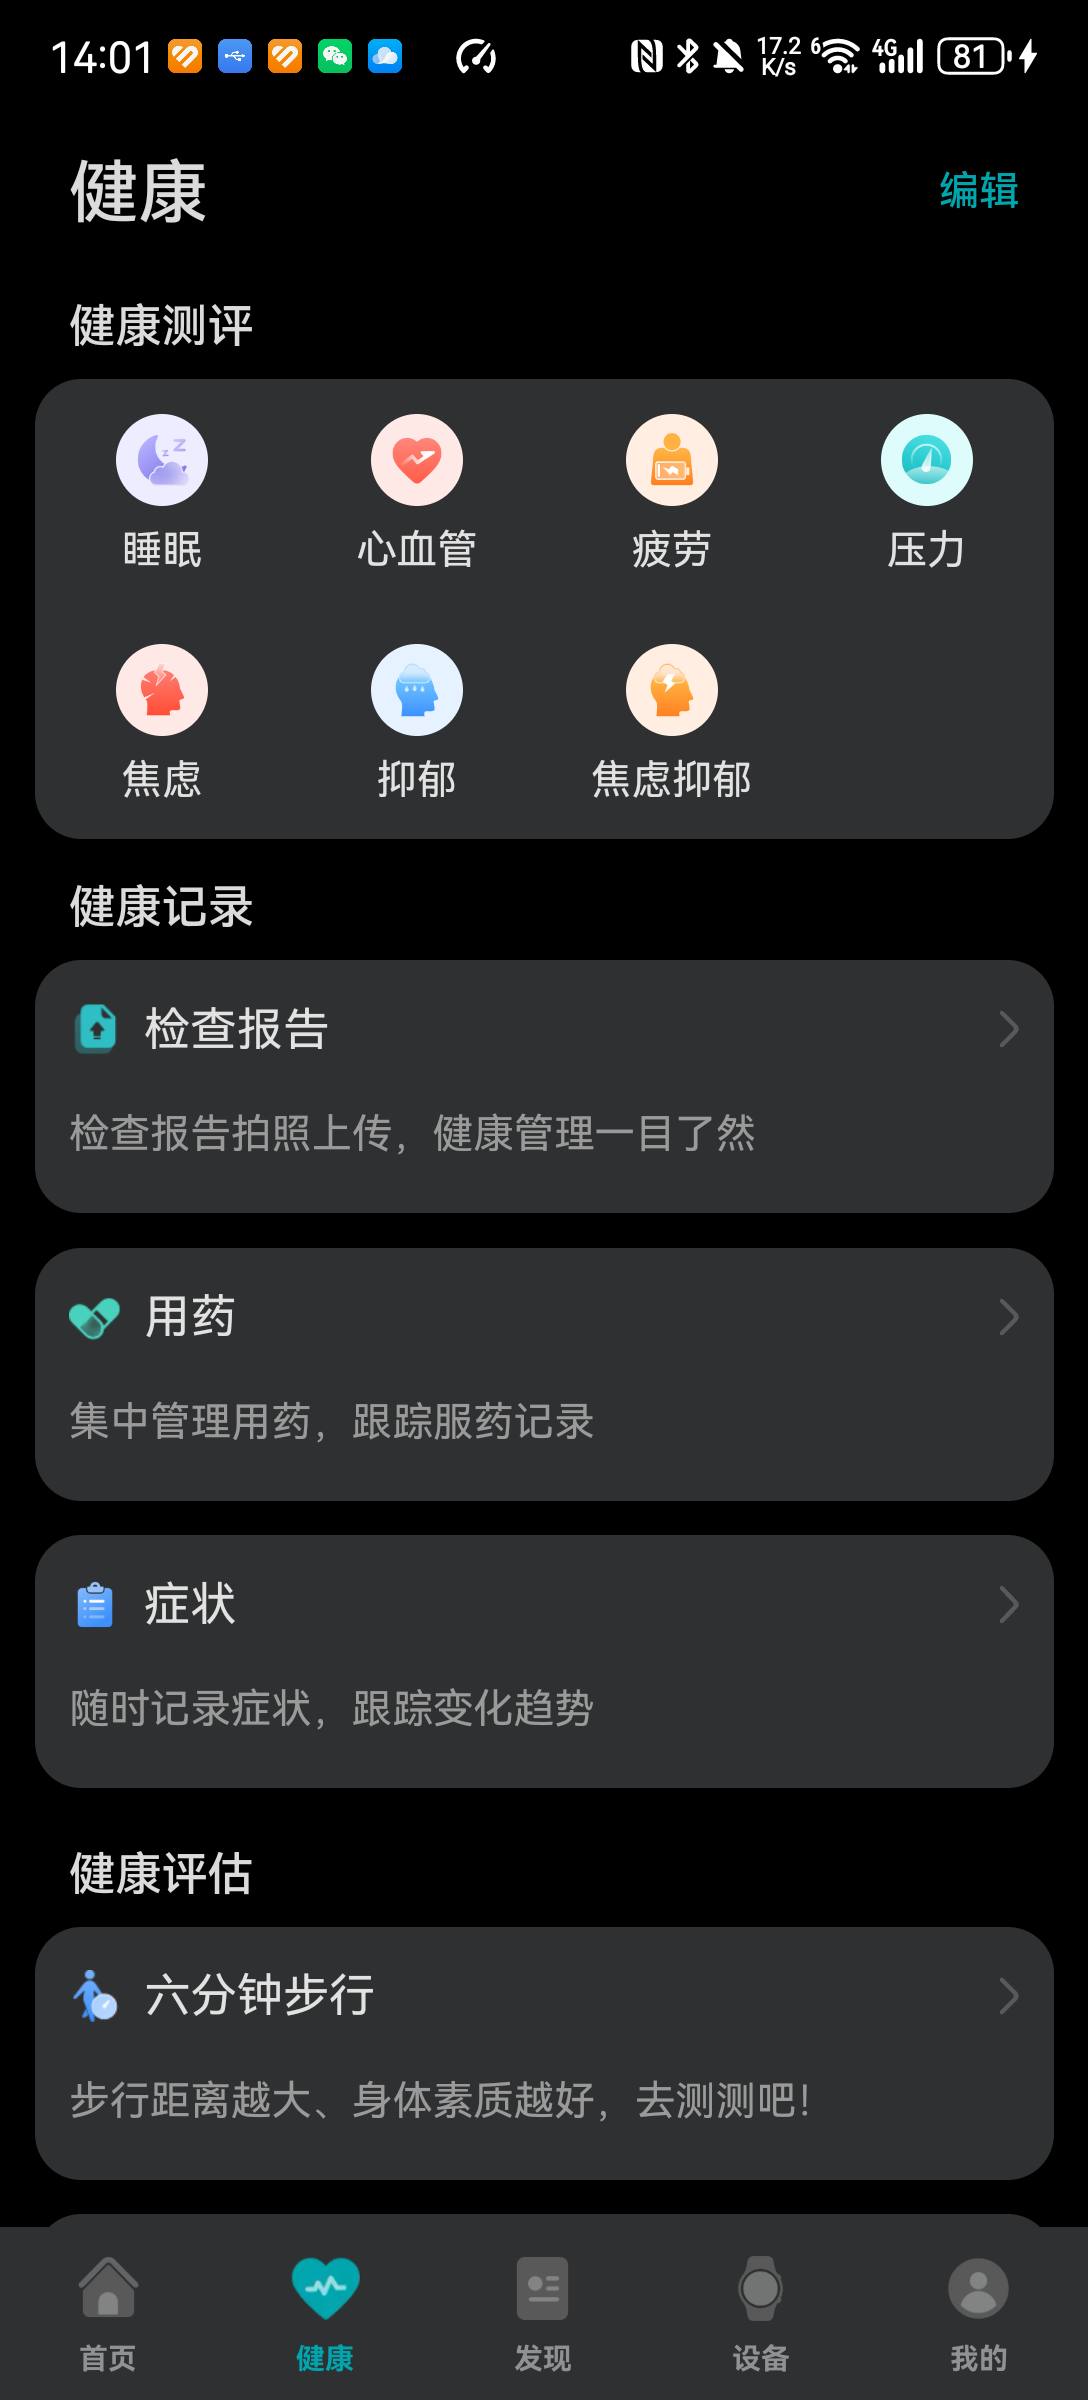 14:01 17.2 K/s 6 4G 81
健康 编辑
健康测评
睡眠 心血管 疲劳 压力
焦虑 抑郁 焦虑抑郁
健康记录
检查报告
检查报告拍照上传，健康管理一目了然
用药
集中管理用药，跟踪服药记录
症状
随时记录症状，跟踪变化趋势
健康评估
六分钟步行
步行距离越大、身体素质越好，去测测吧！
首页 健康 发现 设备 我的